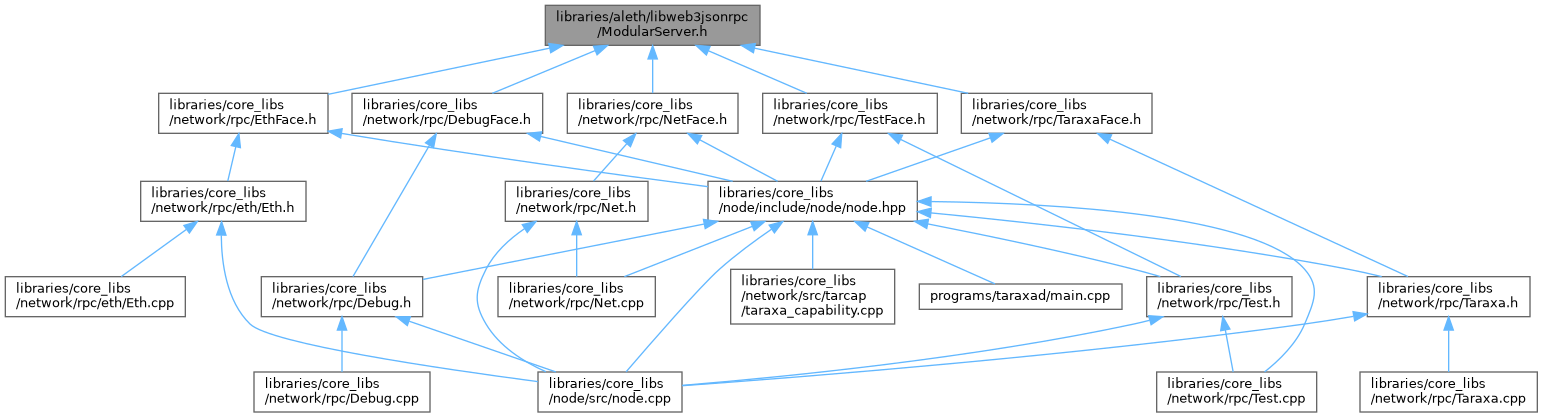 libraries/aleth/libweb3jsonrpc
/ModularServer.h
libraries/core_libs
/network/rpc/EthFace.h
libraries/core_libs
/network/rpc/DebugFace.h
libraries/core_libs
/network/rpc/NetFace.h
libraries/core_libs
/network/rpc/TestFace.h
libraries/core_libs
/network/rpc/TaraxaFace.h
libraries/core_libs
/network/rpc/eth/Eth.h
libraries/core_libs
/network/rpc/Net.h
libraries/core_libs
/node/include/node/node.hpp
libraries/core_libs
/network/rpc/eth/Eth.cpp
libraries/core_libs
/network/rpc/Debug.h
libraries/core_libs
/network/rpc/Net.cpp
libraries/core_libs
/network/src/tarcap
/taraxa_capability.cpp
programs/taraxad/main.cpp
libraries/core_libs
/network/rpc/Test.h
libraries/core_libs
/network/rpc/Taraxa.h
libraries/core_libs
/network/rpc/Debug.cpp
libraries/core_libs
/node/src/node.cpp
libraries/core_libs
/network/rpc/Test.cpp
libraries/core_libs
/network/rpc/Taraxa.cpp